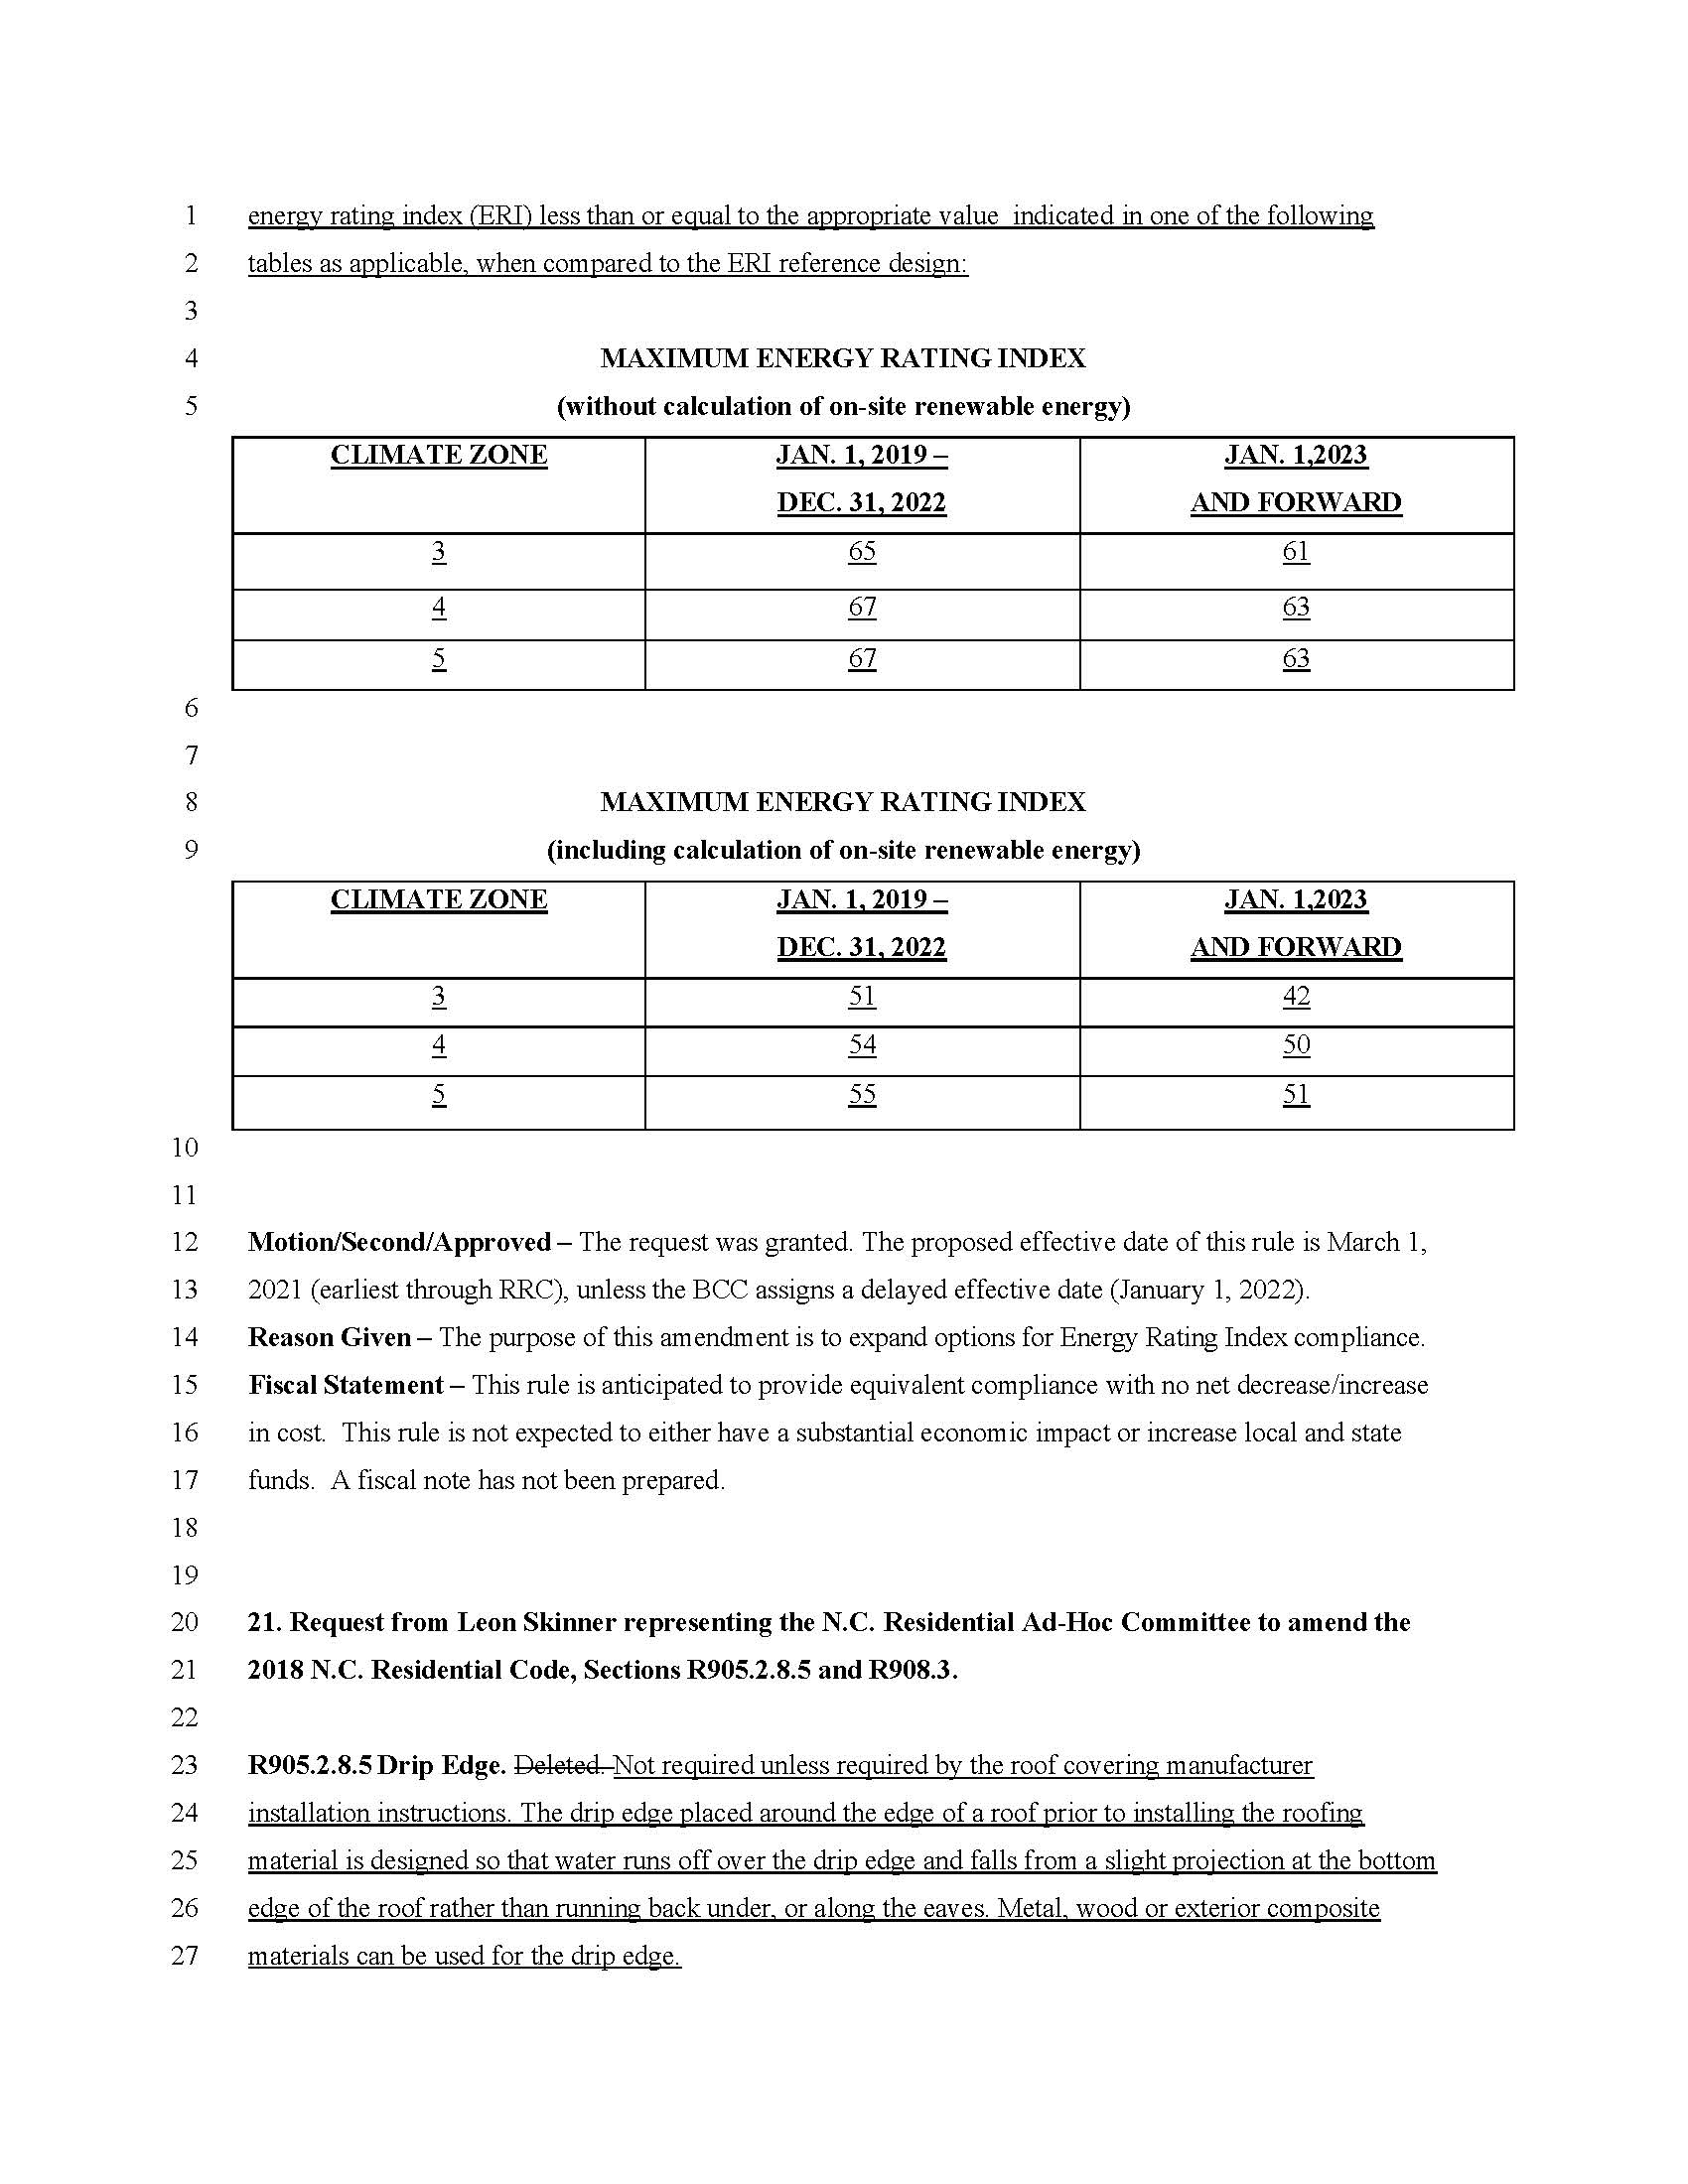 1 energy rating index (ERI) less than or equal to the appropriate value  indicated in one of the following
2 tables as applicable, when compared to the ERI reference design:
3
4 MAXIMUM ENERGY RATING INDEX
5 (without calculation of on-site renewable energy)
CLIMATE ZONE JAN. 1, 2019 – JAN. 1,2023
DEC. 31, 2022 AND FORWARD
3 65 61
4 67 63
5 67 63
6
7
8 MAXIMUM ENERGY RATING INDEX
9 (including calculation of on-site renewable energy)
CLIMATE ZONE JAN. 1, 2019 – JAN. 1,2023
DEC. 31, 2022 AND FORWARD
3 51 42
4 54 50
5 55 51
10
11
12 Motion/Second/Approved – The request was granted. The proposed effective date of this rule is March 1,
13 2021 (earliest through RRC), unless the BCC assigns a delayed effective date (January 1, 2022).
14 Reason Given – The purpose of this amendment is to expand options for Energy Rating Index compliance.
15 Fiscal Statement – This rule is anticipated to provide equivalent compliance with no net decrease/increase
16 in cost.  This rule is not expected to either have a substantial economic impact or increase local and state
17 funds.  A fiscal note has not been prepared.
18
19
20 21. Request from Leon Skinner representing the N.C. Residential Ad-Hoc Committee to amend the
21 2018 N.C. Residential Code, Sections R905.2.8.5 and R908.3.
22
23 R905.2.8.5 Drip Edge. Deleted. Not required unless required by the roof covering manufacturer
24 installation instructions. The drip edge placed around the edge of a roof prior to installing the roofing
25 material is designed so that water runs off over the drip edge and falls from a slight projection at the bottom
26 edge of the roof rather than running back under, or along the eaves. Metal, wood or exterior composite
27 materials can be used for the drip edge.